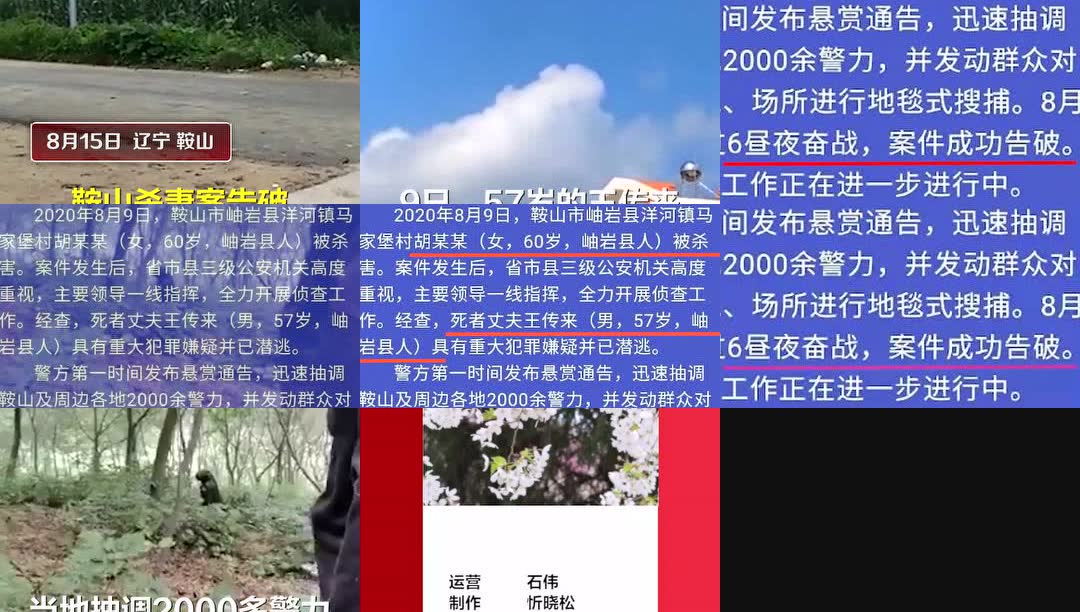 8月15日 辽宁 鞍山
鞍山杀妻案告破
9日，57岁的王传来
间发布悬赏通告，迅速抽调
2000余警力，并发动群众对
、场所进行地毯式搜捕。8月
6昼夜奋战，案件成功告破。
工作正在进一步进行中。
2020年8月9日，鞍山市岫岩县洋河镇马
家堡村胡某某（女，60岁，岫岩县人）被杀
害。案件发生后，省市县三级公安机关高度
重视，主要领导一线指挥，全力开展侦查工
作。经查，死者丈夫王传来（男，57岁，岫
岩县人）具有重大犯罪嫌疑并已潜逃。
警方第一时间发布悬赏通告，迅速抽调
鞍山及周边各地2000余警力，并发动群众对
2020年8月9日，鞍山市岫岩县洋河镇马
家堡村胡某某（女，60岁，岫岩县人）被杀
害。案件发生后，省市县三级公安机关高度
重视，主要领导一线指挥，全力开展侦查工
作。经查，死者丈夫王传来（男，57岁，岫
岩县人）具有重大犯罪嫌疑并已潜逃。
警方第一时间发布悬赏通告，迅速抽调
鞍山及周边各地2000余警力，并发动群众对
间发布悬赏通告，迅速抽调
2000余警力，并发动群众对
、场所进行地毯式搜捕。8月
6昼夜奋战，案件成功告破。
工作正在进一步进行中。
当地抽调2000多警力
运营 石伟
制作 忻晓松